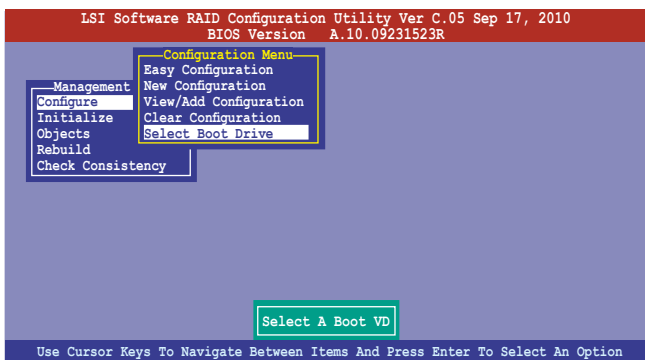 LSI Software RAID Configuration Utility Ver C.05 Sep 17, 2010
BIOS Version A.10.09231523R
Configuration Menu
Easy Configuration
New Configuration
View/Add Configuration
Clear Configuration
Select Boot Drive
Management
Configure
Initialize
Objects
Rebuild
Check Consistency
Select A Boot VD
Use Cursor Keys To Navigate Between Items And Press Enter To Select An Option